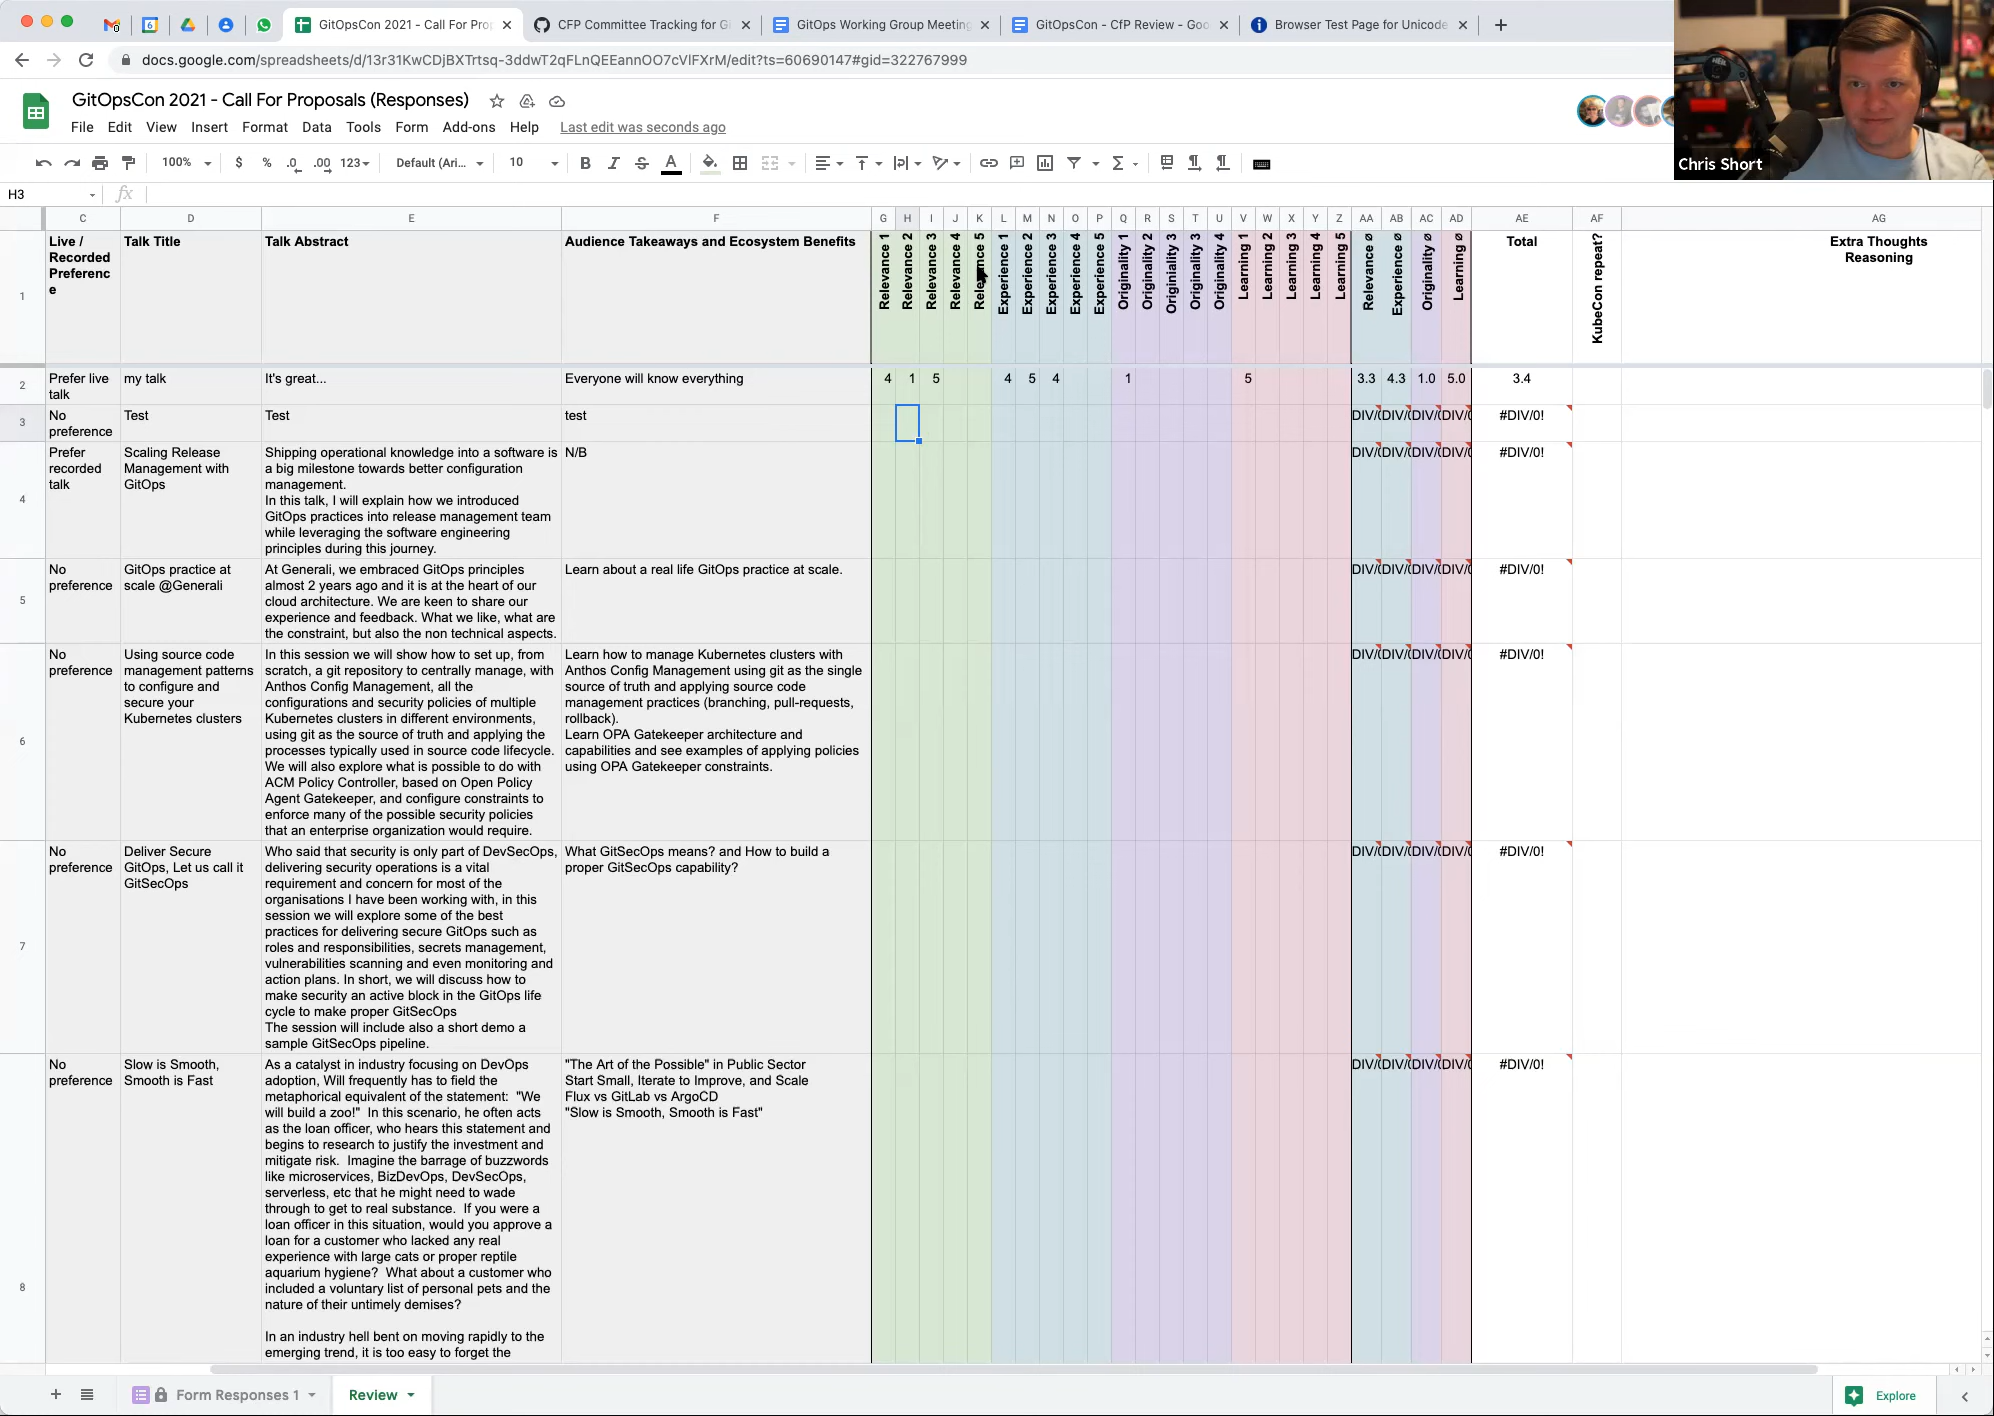 GitOpsCon 2021 - Call For Prop
CFP Committee Tracking for G
GitOps Working Group Meeting
GitOpsCon - CfP Review - Goo
Browser Test Page for Unicode
docs.google.com/spreadsheets/d/13r31KwCDjBXTrtsq-3ddwT2qFLnQEEannOO7cVlFXrM/edit?ts=60690147#gid=322767999
GitOpsCon 2021 - Call For Proposals (Responses)
File Edit View Insert Format Data Tools Form Add-ons Help Last edit was seconds ago
100% $ % .0 .00 123 Default (Ari... 10 B I S A
Chris Short
H3 fx
C D E F G H I J K L M N O P Q R S T U V W X Y Z AA AB AC AD AE AF AG
1
Live / Recorded Preferenc e
Talk Title
Talk Abstract
Audience Takeaways and Ecosystem Benefits
Relevance 1
Relevance 2
Relevance 3
Relevance 4
Relevance 5
Experience 1
Experience 2
Experience 3
Experience 4
Experience 5
Originality 1
Originality 2
Originiality 3
Originality 3
Originality 4
Learning 1
Learning 2
Learning 3
Learning 4
Learning 5
Relevance ø
Experience ø
Originality ø
Learning ø
Total
KubeCon repeat?
Extra Thoughts
Reasoning
2
Prefer live
talk
my talk
It's great...
Everyone will know everything
4 1 5 4 5 4 1 5 3.3 4.3 1.0 5.0 3.4
3
No
preference
Test
Test
test
DIV/( DIV/( DIV/( DIV/( #DIV/0!
4
Prefer
recorded
talk
Scaling Release
Management with
GitOps
Shipping operational knowledge into a software is
a big milestone towards better configuration
management.
In this talk, I will explain how we introduced
GitOps practices into release management team
while leveraging the software engineering
principles during this journey.
N/B
DIV/( DIV/( DIV/( DIV/( #DIV/0!
5
No
preference
GitOps practice at
scale @Generali
At Generali, we embraced GitOps principles
almost 2 years ago and it is at the heart of our
cloud architecture. We are keen to share our
experience and feedback. What we like, what are
the constraint, but also the non technical aspects.
Learn about a real life GitOps practice at scale.
DIV/( DIV/( DIV/( DIV/( #DIV/0!
6
No
preference
Using source code
management patterns
to configure and
secure your
Kubernetes clusters
In this session we will show how to set up, from
scratch, a git repository to centrally manage, with
Anthos Config Management, all the
configurations and security policies of multiple
Kubernetes clusters in different environments,
using git as the source of truth and applying the
processes typically used in source code lifecycle.
We will also explore what is possible to do with
ACM Policy Controller, based on Open Policy
Agent Gatekeeper, and configure constraints to
enforce many of the possible security policies
that an enterprise organization would require.
Learn how to manage Kubernetes clusters with
Anthos Config Management using git as the single
source of truth and applying source code
management practices (branching, pull-requests,
rollback).
Learn OPA Gatekeeper architecture and
capabilities and see examples of applying policies
using OPA Gatekeeper constraints.
DIV/( DIV/( DIV/( DIV/( #DIV/0!
7
No
preference
Deliver Secure
GitOps, Let us call it
GitSecOps
Who said that security is only part of DevSecOps,
delivering security operations is a vital
requirement and concern for most of the
organisations I have been working with, in this
session we will explore some of the best
practices for delivering secure GitOps such as
roles and responsibilities, secrets management,
vulnerabilities scanning and even monitoring and
action plans. In short, we will discuss how to
make security an active block in the GitOps life
cycle to make proper GitSecOps
The session will include also a short demo a
sample GitSecOps pipeline.
What GitSecOps means? and How to build a
proper GitSecOps capability?
DIV/( DIV/( DIV/( DIV/( #DIV/0!
8
No
preference
Slow is Smooth,
Smooth is Fast
As a catalyst in industry focusing on DevOps
adoption, Will frequently has to field the
metaphorical equivalent of the statement: "We
will build a zoo!" In this scenario, he often acts
as the loan officer, who hears this statement and
begins to research to justify the investment and
mitigate risk. Imagine the barrage of buzzwords
like microservices, BizDevOps, DevSecOps,
serverless, etc that he might need to wade
through to get to real substance. If you were a
loan officer in this situation, would you approve a
loan for a customer who lacked any real
experience with large cats or proper reptile
aquarium hygiene? What about a customer who
included a voluntary list of personal pets and the
nature of their untimely demises?
In an industry hell bent on moving rapidly to the
emerging trend, it is too easy to forget the
"The Art of the Possible" in Public Sector
Start Small, Iterate to Improve, and Scale
Flux vs GitLab vs ArgoCD
"Slow is Smooth, Smooth is Fast"
DIV/( DIV/( DIV/( DIV/( #DIV/0!
Form Responses 1
Review
Explore